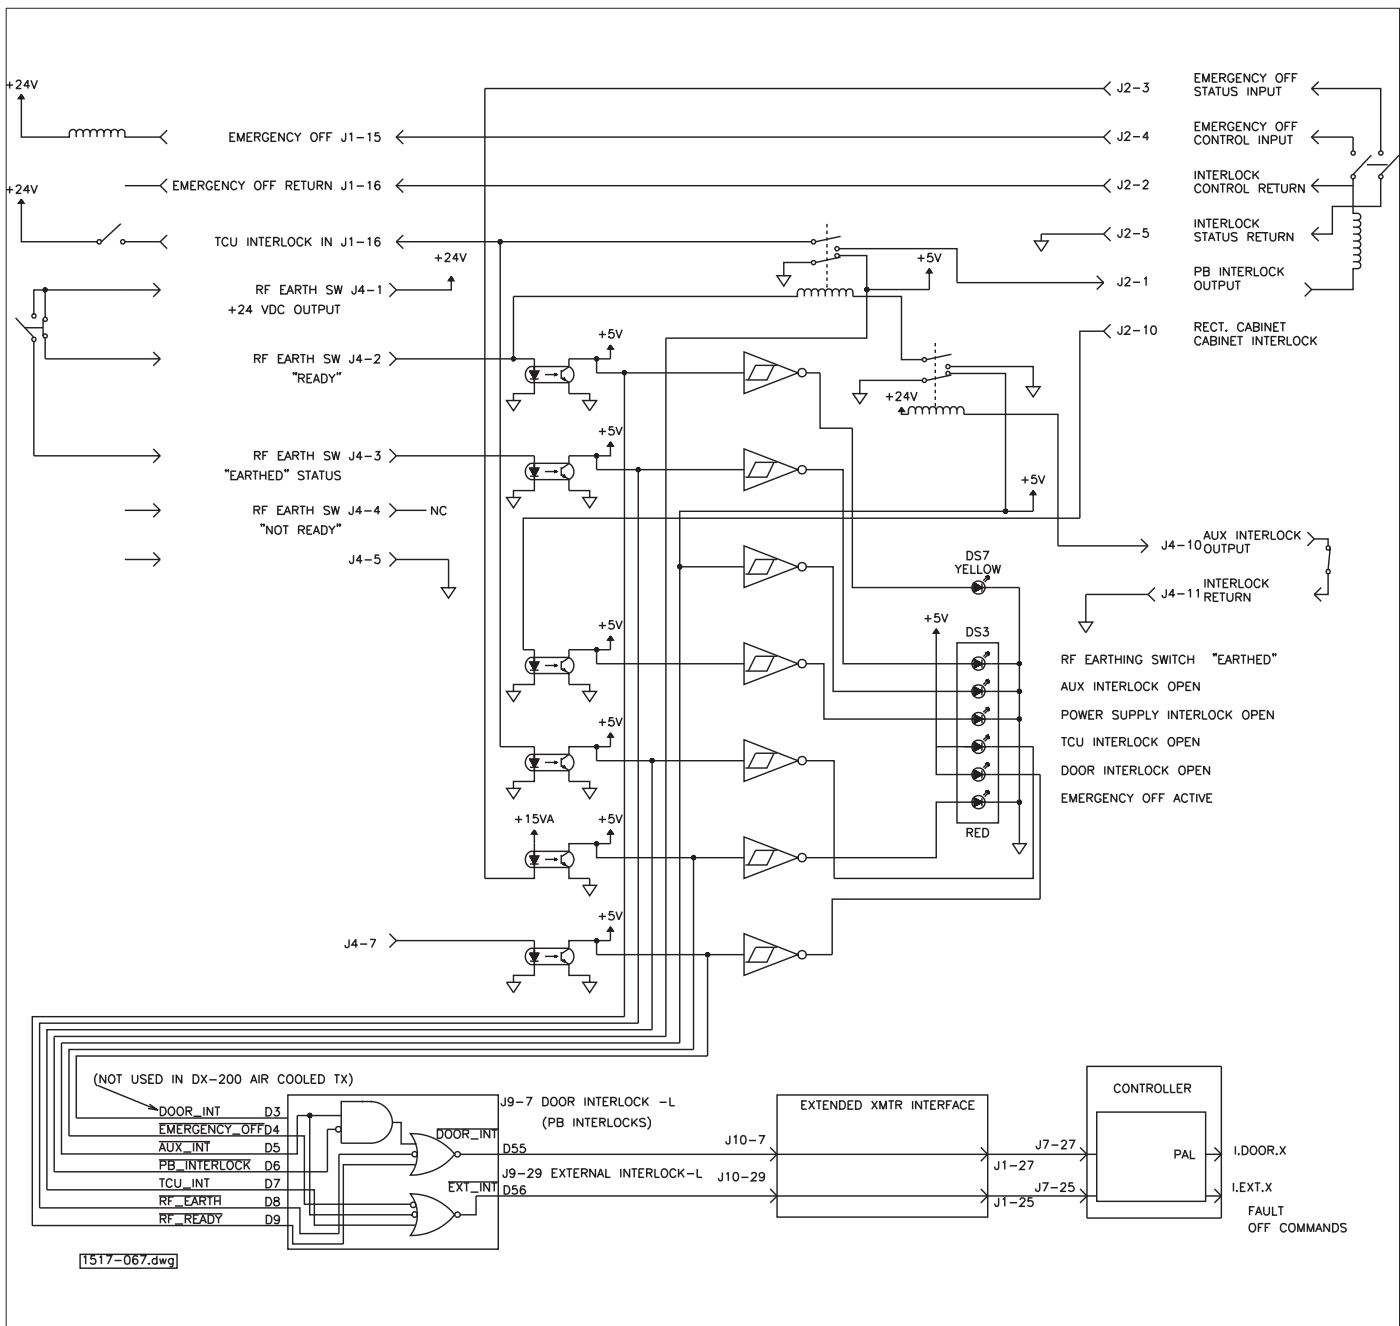 +24V
J2-3
EMERGENCY OFF
STATUS INPUT
EMERGENCY OFF J1-15
J2-4
EMERGENCY OFF
CONTROL INPUT
+24V
EMERGENCY OFF RETURN J1-16
J2-2
INTERLOCK
CONTROL RETURN
TCU INTERLOCK IN J1-16
J2-5
INTERLOCK
STATUS RETURN
+24V
+5V
RF EARTH SW J4-1
+24 VDC OUTPUT
J2-1
PB INTERLOCK
OUTPUT
+5V
J2-10
RECT. CABINET
CABINET INTERLOCK
RF EARTH SW J4-2
"READY"
+24V
+5V
RF EARTH SW J4-3
"EARTHED" STATUS
+5V
RF EARTH SW J4-4
NC
"NOT READY"
J4-10
AUX INTERLOCK
OUTPUT
J4-5
DS7
YELLOW
J4-11
INTERLOCK
RETURN
+5V
+5V
DS3
RF EARTHING SWITCH "EARTHED"
AUX INTERLOCK OPEN
POWER SUPPLY INTERLOCK OPEN
+5V
TCU INTERLOCK OPEN
DOOR INTERLOCK OPEN
EMERGENCY OFF ACTIVE
+15VA
+5V
RED
+5V
J4-7
(NOT USED IN DX-200 AIR COOLED TX)
DOOR_INT D3
EMERGENCY_OFF D4
AUX_INT D5
PB_INTERLOCK D6
TCU_INT D7
RF_EARTH D8
RF_READY D9
J9-7 DOOR INTERLOCK -L
(PB INTERLOCKS)
DOOR_INT
D55
J9-29 EXTERNAL INTERLOCK-L
EXT_INT
D56
EXTENDED XMTR INTERFACE
J10-7
J10-29
J1-27
J1-25
CONTROLLER
J7-27
J7-25
PAL
I.DOOR.X
I.EXT.X
FAULT
OFF COMMANDS
1517-067.dwg